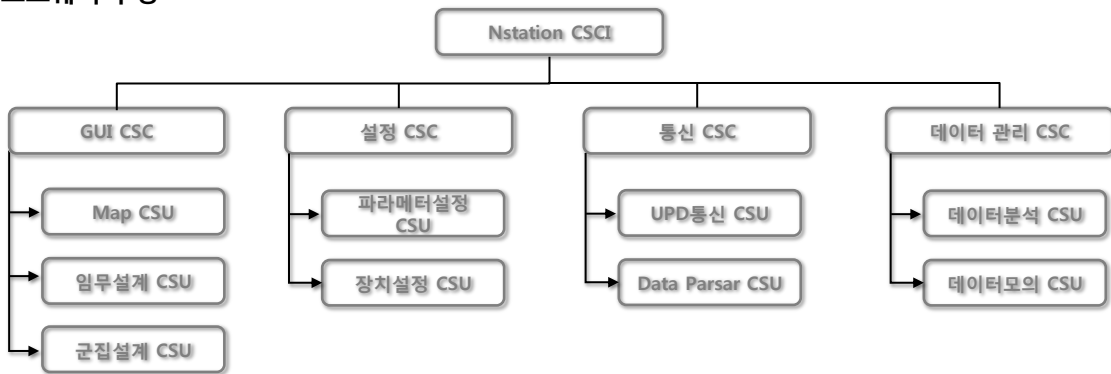 Nstation CSCI
GUI CSC
설정 CSC
통신 CSC
데이터 관리 CSC
Map CSU
임무설계 CSU
군집설계 CSU
파라메터설정
CSU
장치설정 CSU
UPD통신 CSU
Data Parsar CSU
데이터분석 CSU
데이터모의 CSU